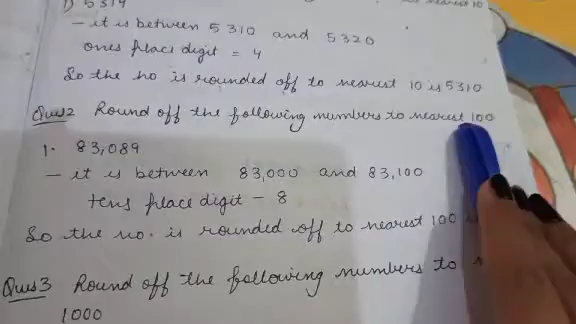 1) 5314 nearest 10
- it is between 5310 and 5320
ones place digit = 4
So the no is rounded off to nearest 10 is 5310
Ques2 Round off the following numbers to nearest 100
1. 83,089
- it is between 83,000 and 83,100
tens place digit - 8
So the no. is rounded off to nearest 100
Ques3 Round off the following numbers to
1000